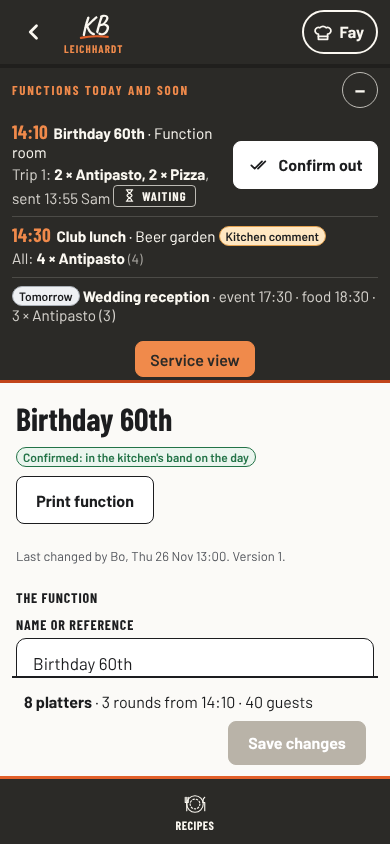 KB
LEICHHARDT
Fay
FUNCTIONS TODAY AND SOON
14:10 Birthday 60th · Function
room
Trip 1: 2 × Antipasto, 2 × Pizza,
sent 13:55 Sam WAITING
Confirm out
14:30 Club lunch · Beer garden Kitchen comment
All: 4 × Antipasto (4)
Tomorrow Wedding reception · event 17:30 · food 18:30 ·
3 × Antipasto (3)
Service view
Birthday 60th
Confirmed: in the kitchen's band on the day
Print function
Last changed by Bo, Thu 26 Nov 13:00. Version 1.
THE FUNCTION
NAME OR REFERENCE
Birthday 60th
8 platters · 3 rounds from 14:10 · 40 guests
Save changes
RECIPES